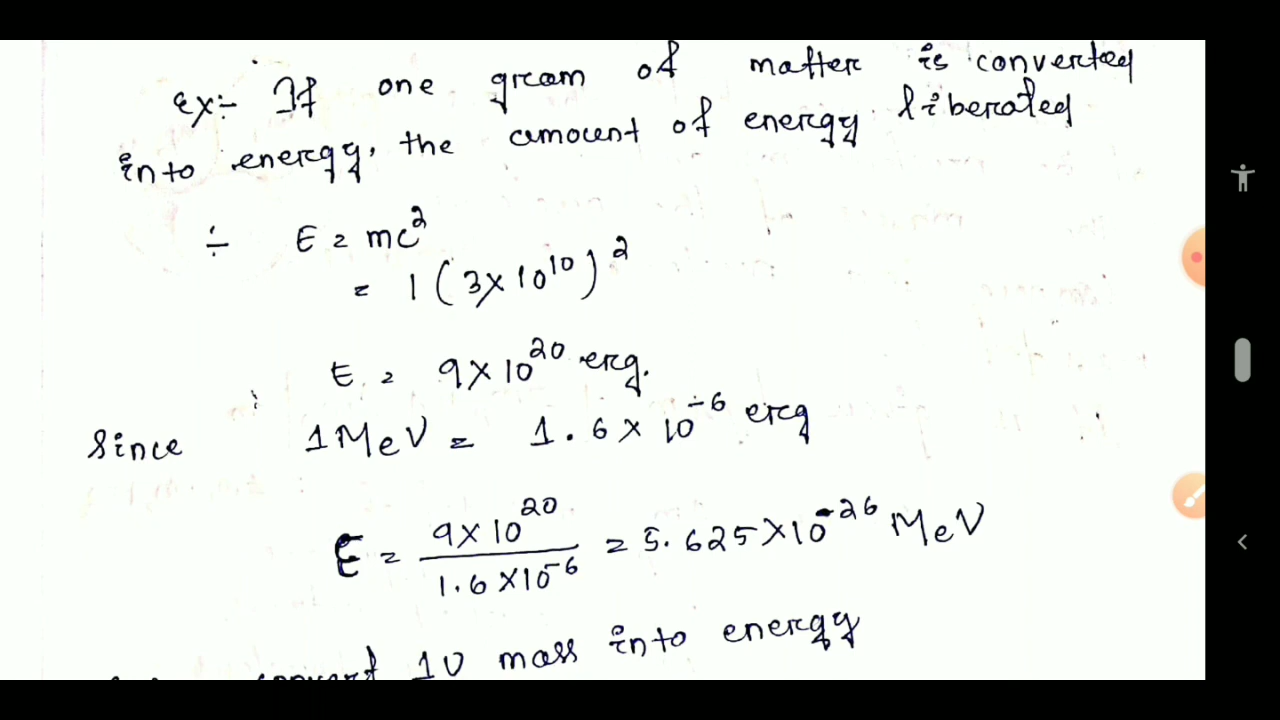 Ex:- If one gram of matter is converted
into energy, the amount of energy liberated
÷ E = mc²
= 1 (3×10¹⁰)²
E = 9×10²⁰ erg.
Since 1MeV = 1.6×10⁻⁶ erg
E = 9×10²⁰ / 1.6×10⁻⁶ = 5.625×10⁻²⁶ MeV
1U mass into energy